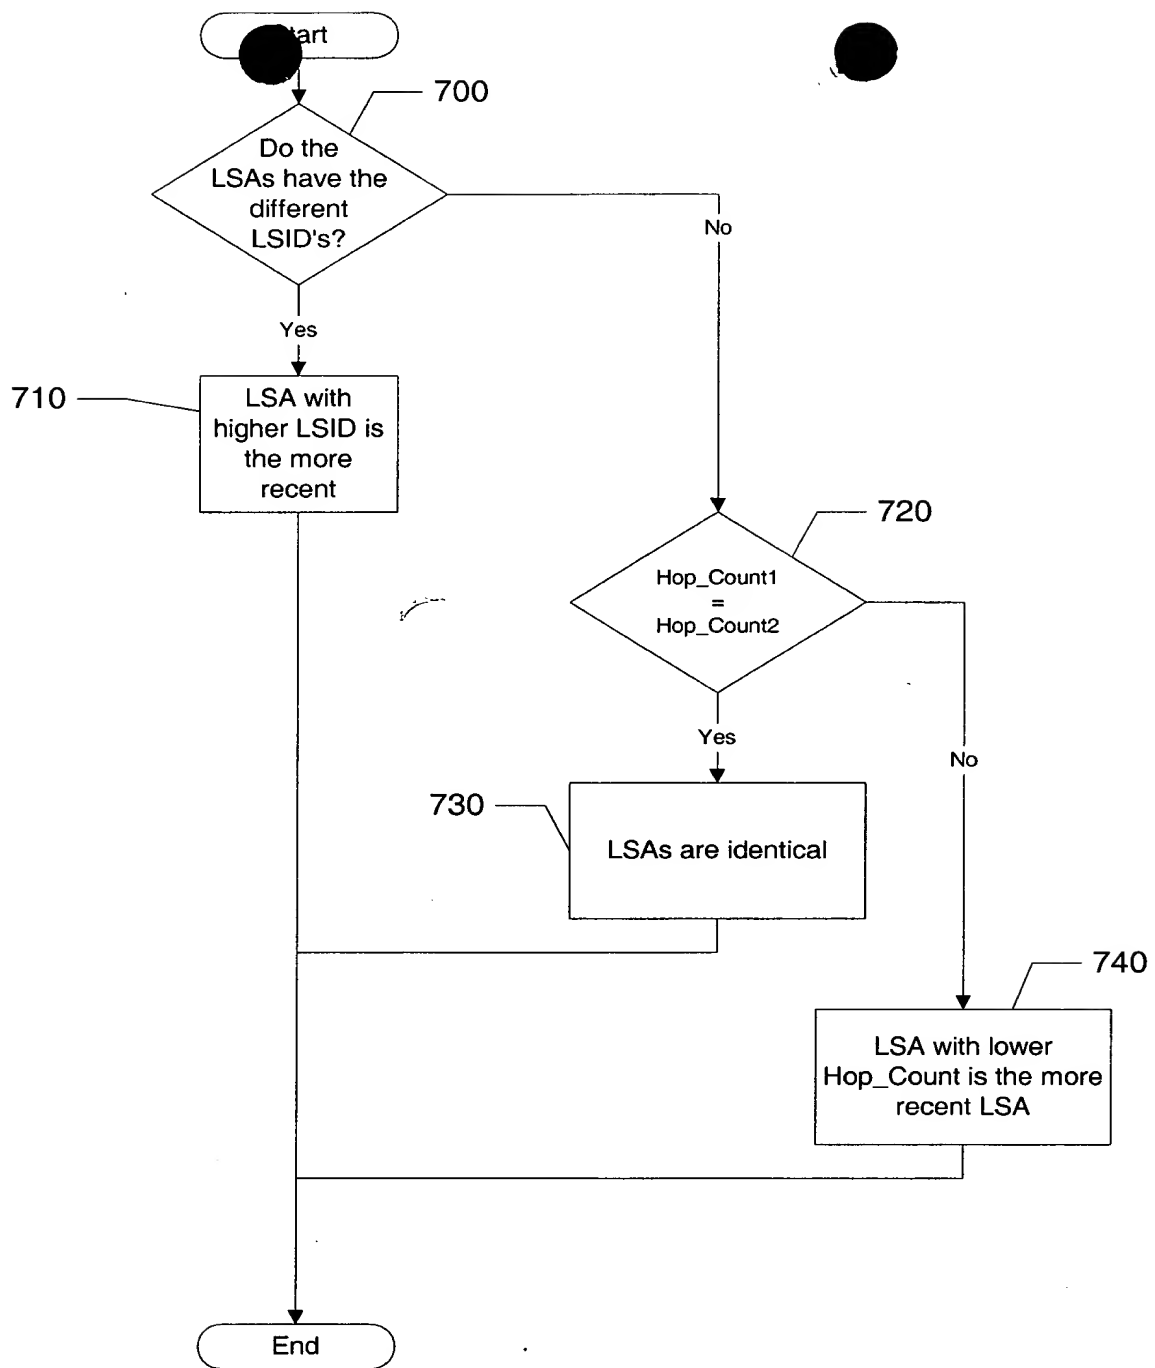 700
Do the
LSAs have the
different
LSID's?
No
Yes
710
LSA with
higher LSID is
the more
recent
720
Hop_Count1
=
Hop_Count2
Yes
No
730
LSAs are identical
740
LSA with lower
Hop_Count is the more
recent LSA
End